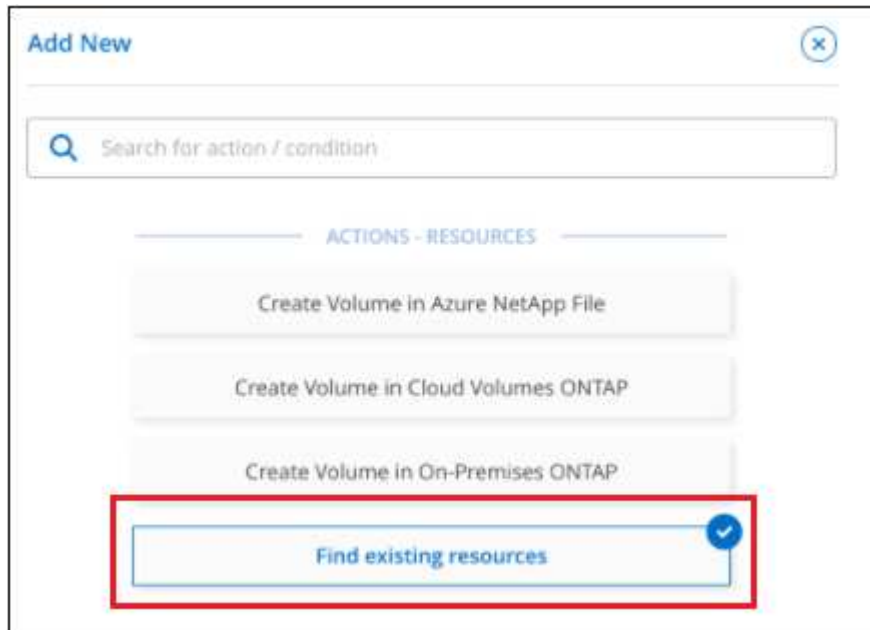 Add New
Search for action / condition
ACTIONS - RESOURCES
Create Volume in Azure NetApp File
Create Volume in Cloud Volumes ONTAP
Create Volume in On-Premises ONTAP
Find existing resources